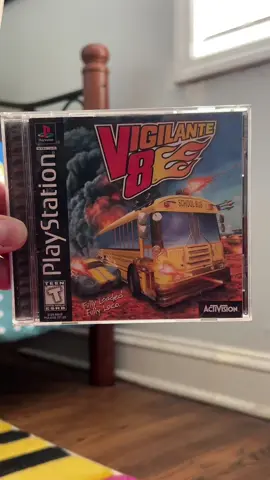 PlayStation
VIGILANTE
8
SCHOOL BUS
Fully Loaded,
Fully Loco!
TEEN
T
ESRB
ACTIVISION